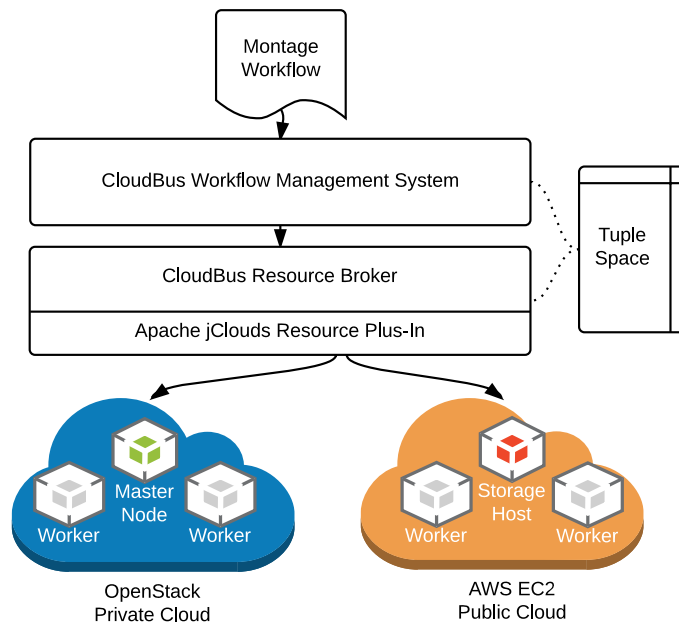 Montage
Workflow
CloudBus Workflow Management System
Tuple
Space
CloudBus Resource Broker
Apache jClouds Resource Plus-In
Master
Node
Worker
Worker
Storage
Host
Worker
Worker
OpenStack
Private Cloud
AWS EC2
Public Cloud